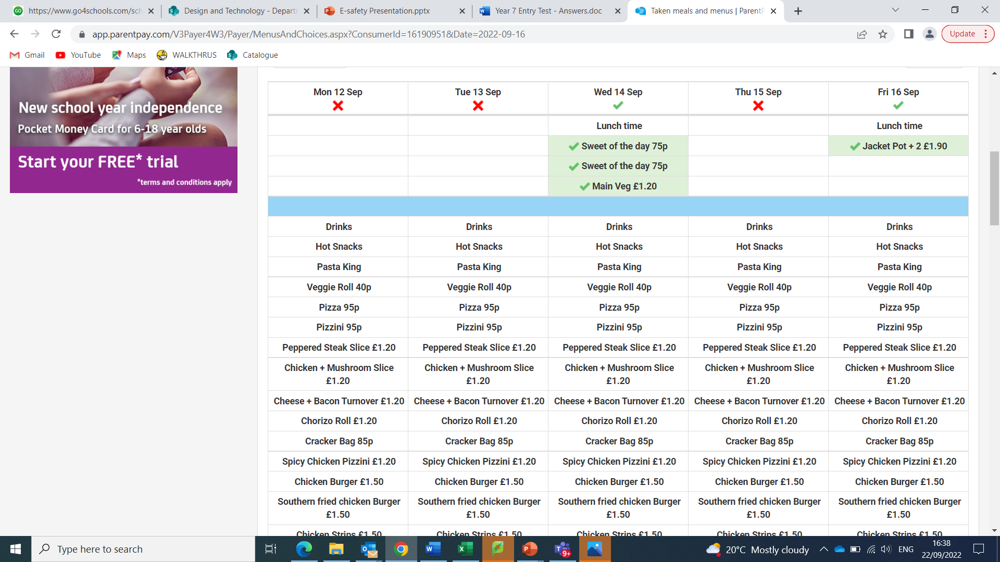 https://www.go4schools.com/sch
Design and Technology - Departm
E-safety Presentation.pptx
Year 7 Entry Test - Answers.doc
Taken meals and menus | ParentP
app.parentpay.com/V3Payer4W3/Payer/MenusAndChoices.aspx?ConsumerId=16190951&Date=2022-09-16
Update
Gmail YouTube Maps WALKTHRUS Catalogue
New school year independence
Pocket Money Card for 6-18 year olds
Start your FREE* trial
*terms and conditions apply
Mon 12 Sep Tue 13 Sep Wed 14 Sep Thu 15 Sep Fri 16 Sep
Lunch time Lunch time
Sweet of the day 75p Jacket Pot + 2 £1.90
Sweet of the day 75p
Main Veg £1.20
Drinks Drinks Drinks Drinks Drinks
Hot Snacks Hot Snacks Hot Snacks Hot Snacks Hot Snacks
Pasta King Pasta King Pasta King Pasta King Pasta King
Veggie Roll 40p Veggie Roll 40p Veggie Roll 40p Veggie Roll 40p Veggie Roll 40p
Pizza 95p Pizza 95p Pizza 95p Pizza 95p Pizza 95p
Pizzini 95p Pizzini 95p Pizzini 95p Pizzini 95p Pizzini 95p
Peppered Steak Slice £1.20 Peppered Steak Slice £1.20 Peppered Steak Slice £1.20 Peppered Steak Slice £1.20 Peppered Steak Slice £1.20
Chicken + Mushroom Slice Chicken + Mushroom Slice Chicken + Mushroom Slice Chicken + Mushroom Slice Chicken + Mushroom Slice
£1.20 £1.20 £1.20 £1.20 £1.20
Cheese + Bacon Turnover £1.20 Cheese + Bacon Turnover £1.20 Cheese + Bacon Turnover £1.20 Cheese + Bacon Turnover £1.20 Cheese + Bacon Turnover £1.20
Chorizo Roll £1.20 Chorizo Roll £1.20 Chorizo Roll £1.20 Chorizo Roll £1.20 Chorizo Roll £1.20
Cracker Bag 85p Cracker Bag 85p Cracker Bag 85p Cracker Bag 85p Cracker Bag 85p
Spicy Chicken Pizzini £1.20 Spicy Chicken Pizzini £1.20 Spicy Chicken Pizzini £1.20 Spicy Chicken Pizzini £1.20 Spicy Chicken Pizzini £1.20
Chicken Burger £1.50 Chicken Burger £1.50 Chicken Burger £1.50 Chicken Burger £1.50 Chicken Burger £1.50
Southern fried chicken Burger Southern fried chicken Burger Southern fried chicken Burger Southern fried chicken Burger Southern fried chicken Burger
£1.50 £1.50 £1.50 £1.50 £1.50
Chicken Strips £1.50 Chicken Strips £1.50 Chicken Strips £1.50 Chicken Strips £1.50 Chicken Strips £1.50
Type here to search
9+
20°C Mostly cloudy
ENG
16:38
22/09/2022